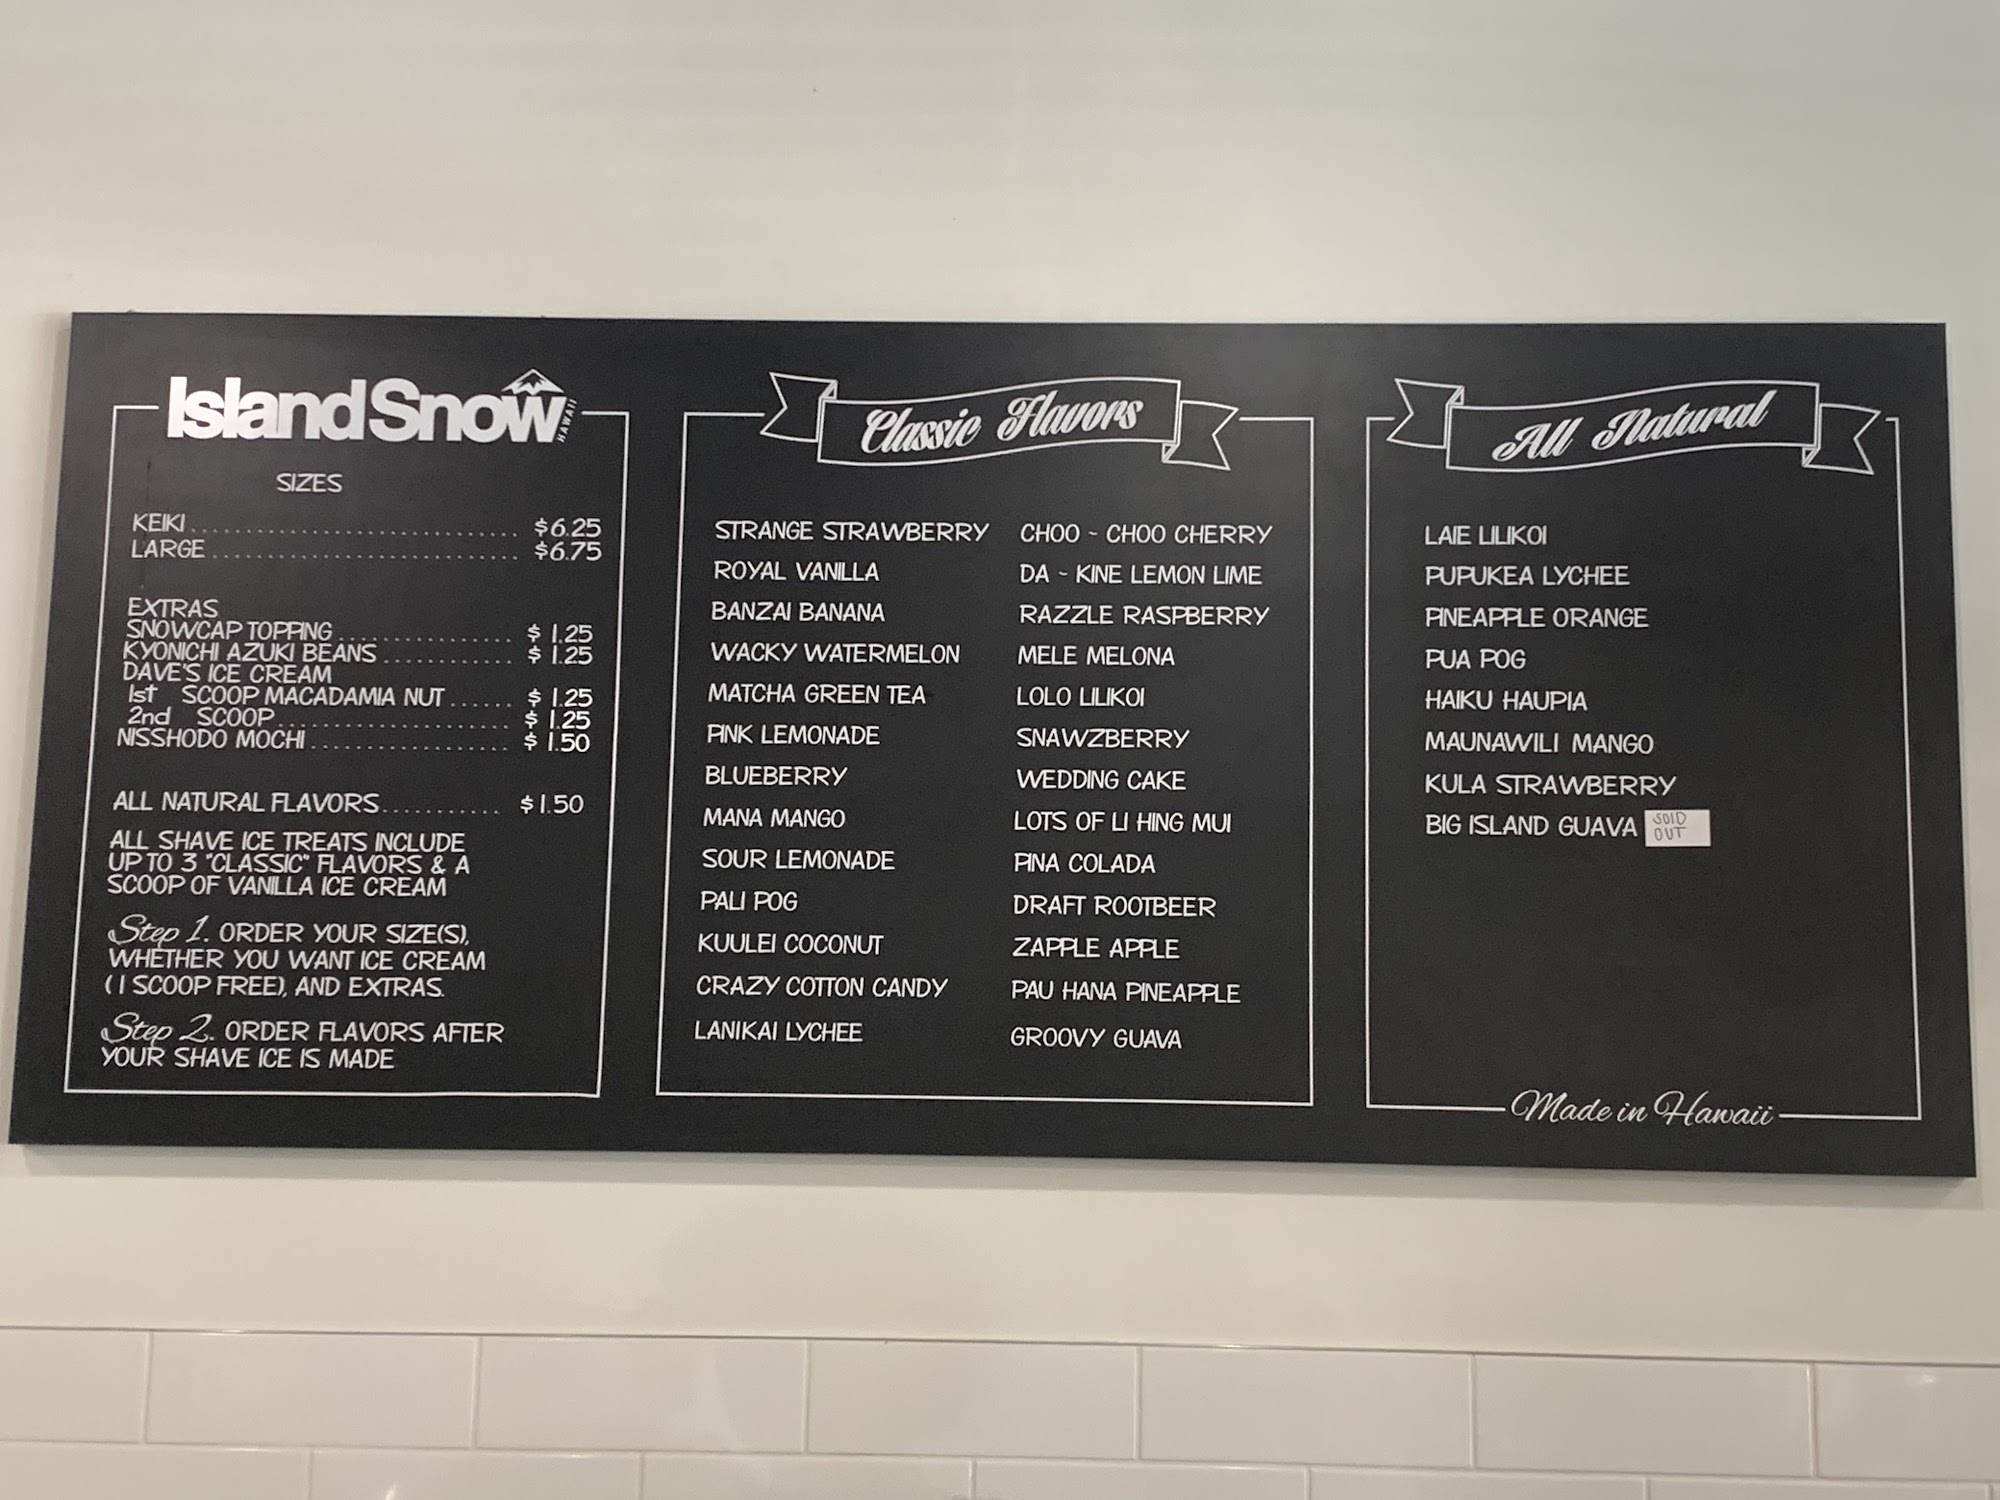 IslandSnow
HAWAII
SIZES
KEIKI.................................$6.25
LARGE...............................$6.75
EXTRAS
SNOWCAP TOPPING................$ 1.25
KYONICHI AZUKI BEANS............$ 1.25
DAVE'S ICE CREAM
1st SCOOP MACADAMIA NUT......$ 1.25
2nd SCOOP.....................$ 1.25
NISSHODO MOCHI..................$ 1.50
ALL NATURAL FLAVORS...........$1.50
ALL SHAVE ICE TREATS INCLUDE
UP TO 3 "CLASSIC" FLAVORS & A
SCOOP OF VANILLA ICE CREAM
Step 1. ORDER YOUR SIZE(S),
WHETHER YOU WANT ICE CREAM
(1 SCOOP FREE), AND EXTRAS.
Step 2. ORDER FLAVORS AFTER
YOUR SHAVE ICE IS MADE
Classic Flavors
STRANGE STRAWBERRY
ROYAL VANILLA
BANZAI BANANA
WACKY WATERMELON
MATCHA GREEN TEA
PINK LEMONADE
BLUEBERRY
MANA MANGO
SOUR LEMONADE
PALI POG
KUULEI COCONUT
CRAZY COTTON CANDY
LANIKAI LYCHEE
CHOO - CHOO CHERRY
DA - KINE LEMON LIME
RAZZLE RASPBERRY
MELE MELONA
LOLO LILIKOI
SNAWZBERRY
WEDDING CAKE
LOTS OF LI HING MUI
PINA COLADA
DRAFT ROOTBEER
ZAPPLE APPLE
PAU HANA PINEAPPLE
GROOVY GUAVA
All Natural
LAIE LILIKOI
PUPUKEA LYCHEE
PINEAPPLE ORANGE
PUA POG
HAIKU HAUPIA
MAUNAWILI MANGO
KULA STRAWBERRY
BIG ISLAND GUAVA
SOLD
OUT
Made in Hawaii